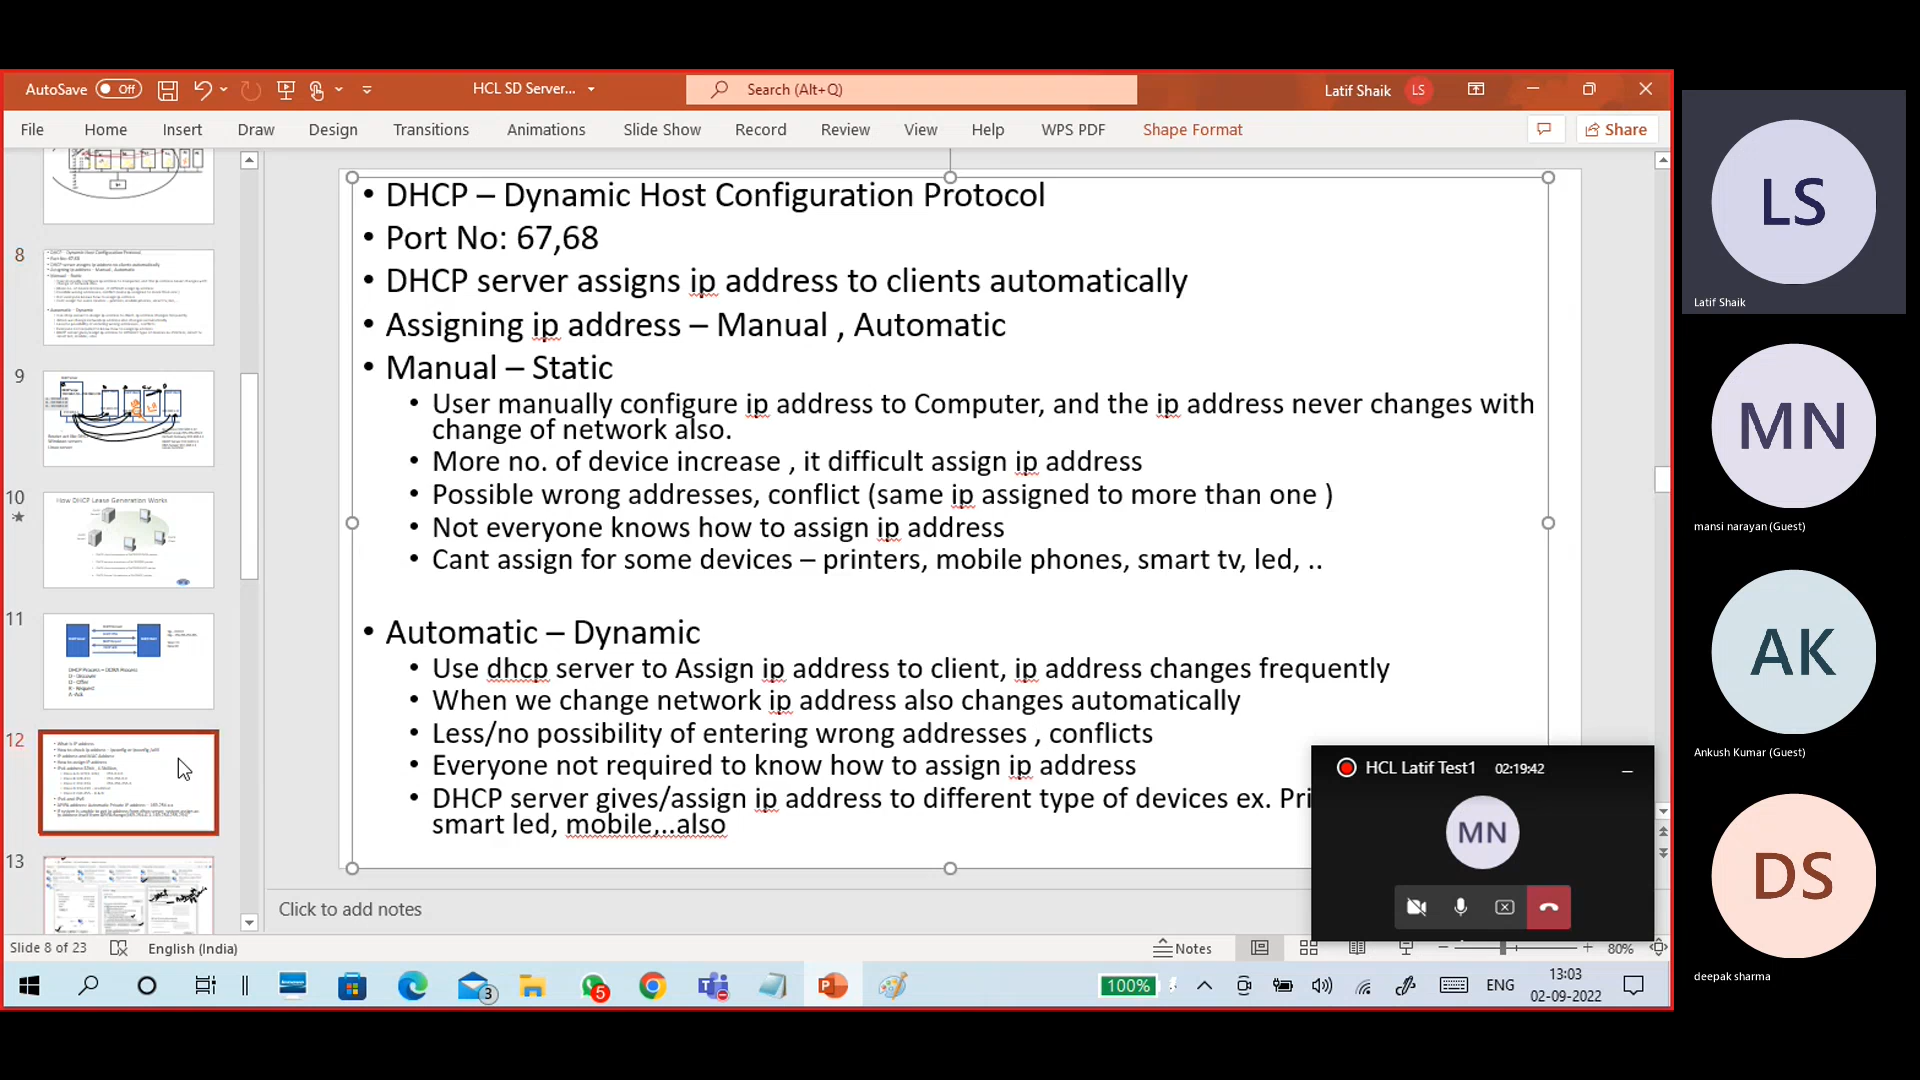 AutoSave Off HCL SD Server... Search (Alt+Q) Latif Shaik LS
File Home Insert Draw Design Transitions Animations Slide Show Record Review View Help WPS PDF Shape Format Share
• DHCP – Dynamic Host Configuration Protocol
• Port No: 67,68
• DHCP server assigns ip address to clients automatically
• Assigning ip address – Manual , Automatic
• Manual – Static
• User manually configure ip address to Computer, and the ip address never changes with
change of network also.
• More no. of device increase , it difficult assign ip address
• Possible wrong addresses, conflict (same ip assigned to more than one )
• Not everyone knows how to assign ip address
• Cant assign for some devices – printers, mobile phones, smart tv, led, ..
• Automatic – Dynamic
• Use dhcp server to Assign ip address to client, ip address changes frequently
• When we change network ip address also changes automatically
• Less/no possibility of entering wrong addresses , conflicts
• Everyone not required to know how to assign ip address
• DHCP server gives/assign ip address to different type of devices ex. Pri
smart led, mobile,..also
8
9
10
How DHCP Lease Generation Works
11
DHCP Process = DORA Process
D - Discover
O - Offer
R - Request
A - Ack
12
13
HCL Latif Test1 02:19:42
MN
Click to add notes
Slide 8 of 23 English (India) Notes 80%
3 5 100% ENG 13:03
02-09-2022
LS
Latif Shaik
MN
mansi narayan (Guest)
AK
Ankush Kumar (Guest)
DS
deepak sharma